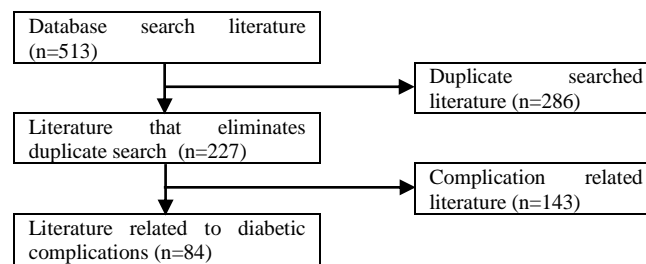 Database search literature
(n=513)
Duplicate searched
literature (n=286)
Literature that eliminates
duplicate search (n=227)
Complication related
literature (n=143)
Literature related to diabetic
complications (n=84)